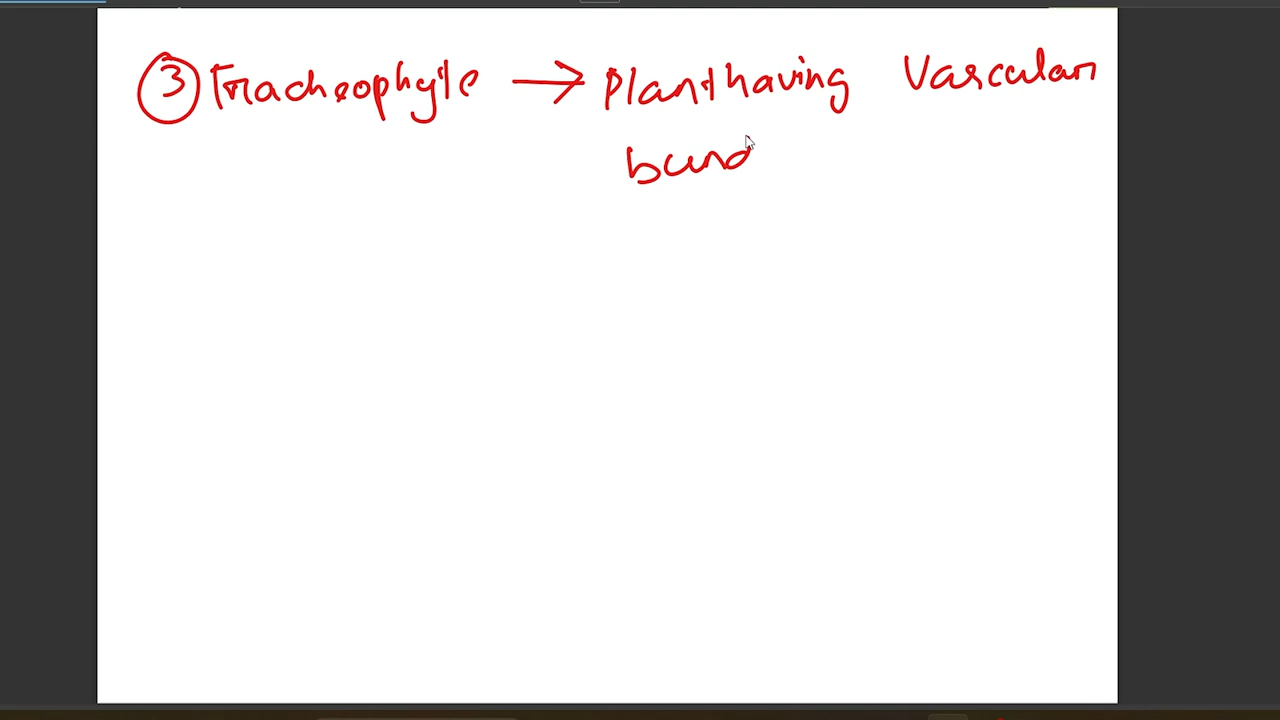 ③ Tracheophyte → Plant having Vascular
bund